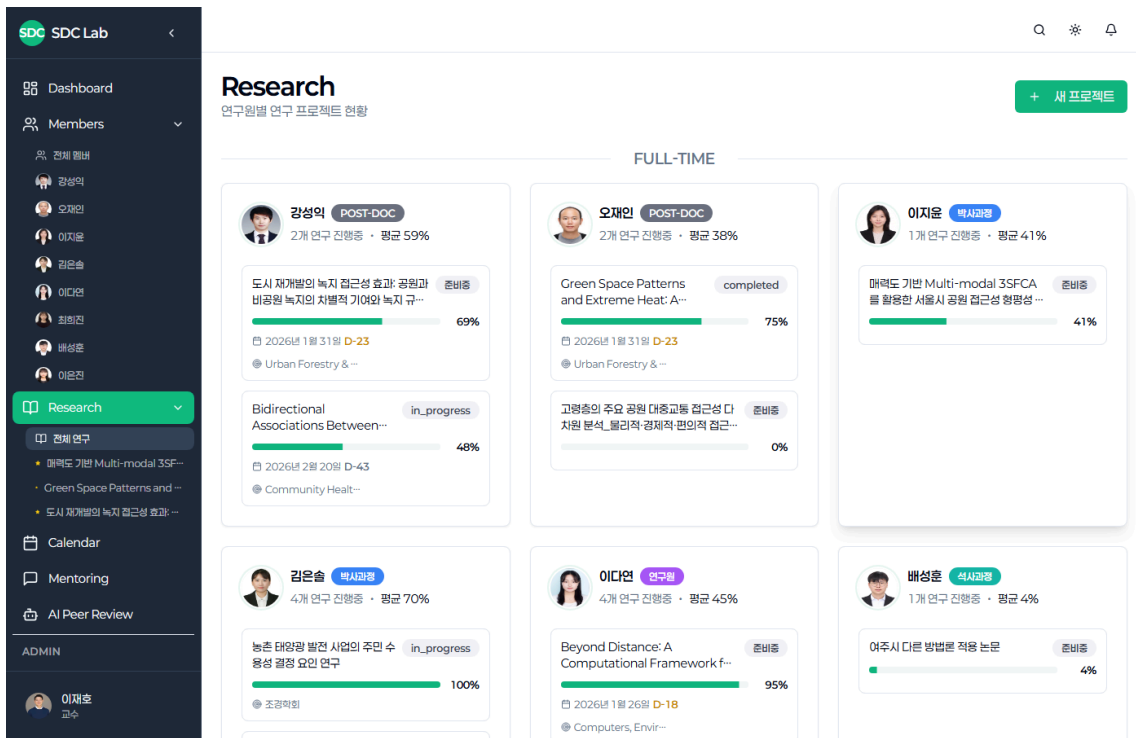 SDC SDC Lab
Dashboard
Members
전체 멤버
강성익
오재인
이지윤
김은솔
이다연
최희진
배성훈
이은진
Research
전체 연구
매력도 기반 Multi-modal 3SF…
Green Space Patterns and …
도시 재개발의 녹지 접근성 효과: …
Calendar
Mentoring
AI Peer Review
ADMIN
이재호
교수
Research
연구원별 연구 프로젝트 현황
+ 새 프로젝트
FULL-TIME
강성익 POST-DOC
2개 연구 진행중 • 평균 59%
도시 재개발의 녹지 접근성 효과: 공원과
비공원 녹지의 차별적 기여와 녹지 규…
준비중
69%
2026년 1월 31일 D-23
Urban Forestry & …
Bidirectional
Associations Between…
in_progress
48%
2026년 2월 20일 D-43
Community Healt…
오재인 POST-DOC
2개 연구 진행중 • 평균 38%
Green Space Patterns
and Extreme Heat: A…
completed
75%
2026년 1월 31일 D-23
Urban Forestry & …
고령층의 주요 공원 대중교통 접근성 다
차원 분석_물리적·경제적·편의적 접근…
준비중
0%
이지윤 박사과정
1개 연구 진행중 • 평균 41%
매력도 기반 Multi-modal 3SFCA
를 활용한 서울시 공원 접근성 형평성 …
준비중
41%
김은솔 박사과정
4개 연구 진행중 • 평균 70%
농촌 태양광 발전 사업의 주민 수
용성 결정 요인 연구
in_progress
100%
조경학회
이다연 연구원
4개 연구 진행중 • 평균 45%
Beyond Distance: A
Computational Framework f…
준비중
95%
2026년 1월 26일 D-18
Computers, Envir…
배성훈 석사과정
1개 연구 진행중 • 평균 4%
여주시 다른 방법론 적용 논문
준비중
4%